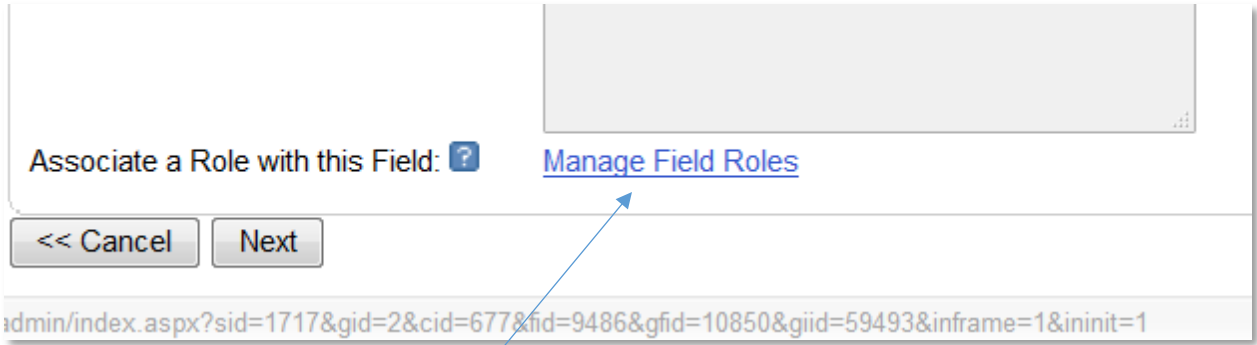 Associate a Role with this Field: ? Manage Field Roles
<< Cancel Next
admin/index.aspx?sid=1717&gid=2&cid=677&fid=9486&gfid=10850&giid=59493&inframe=1&ininit=1